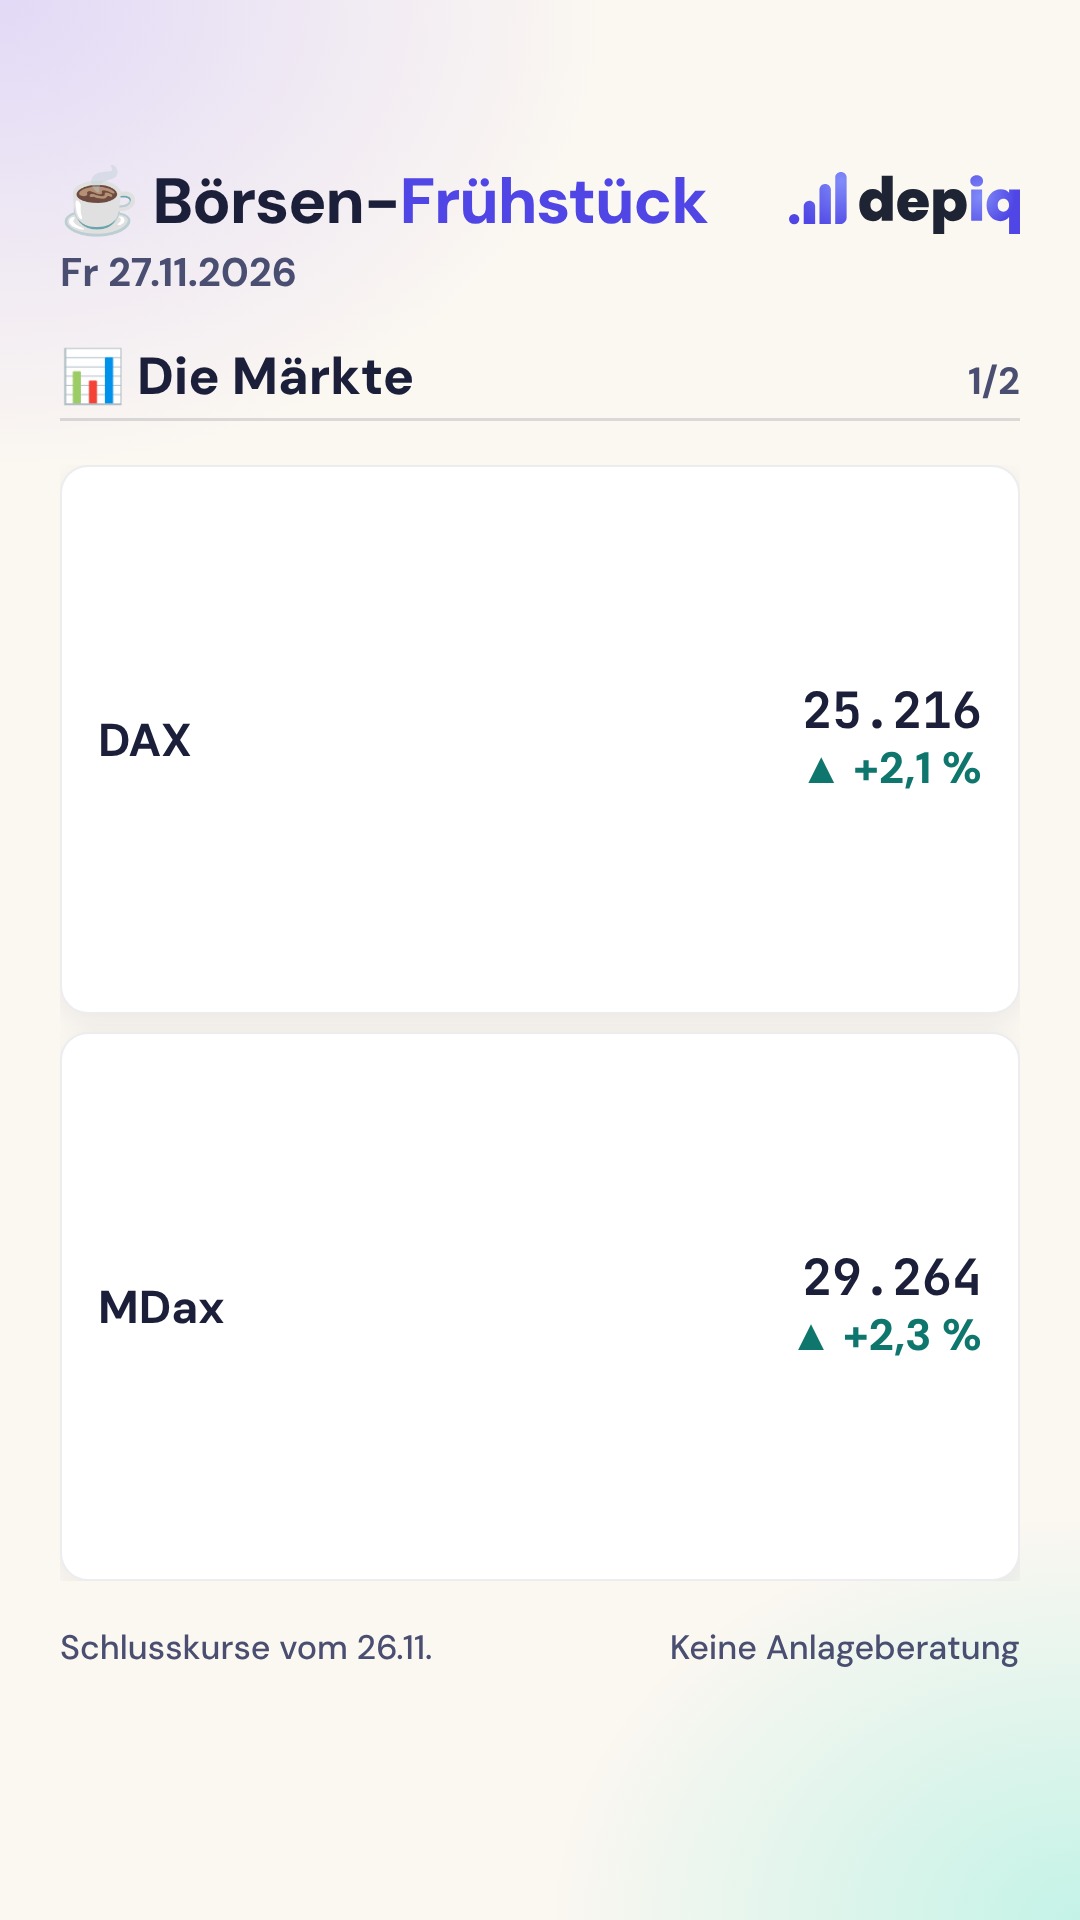 ☕ Börsen-Frühstück
depiq
Fr 27.11.2026
📊 Die Märkte
1/2
DAX
25.216
▲ +2,1 %
MDax
29.264
▲ +2,3 %
Schlusskurse vom 26.11.
Keine Anlageberatung